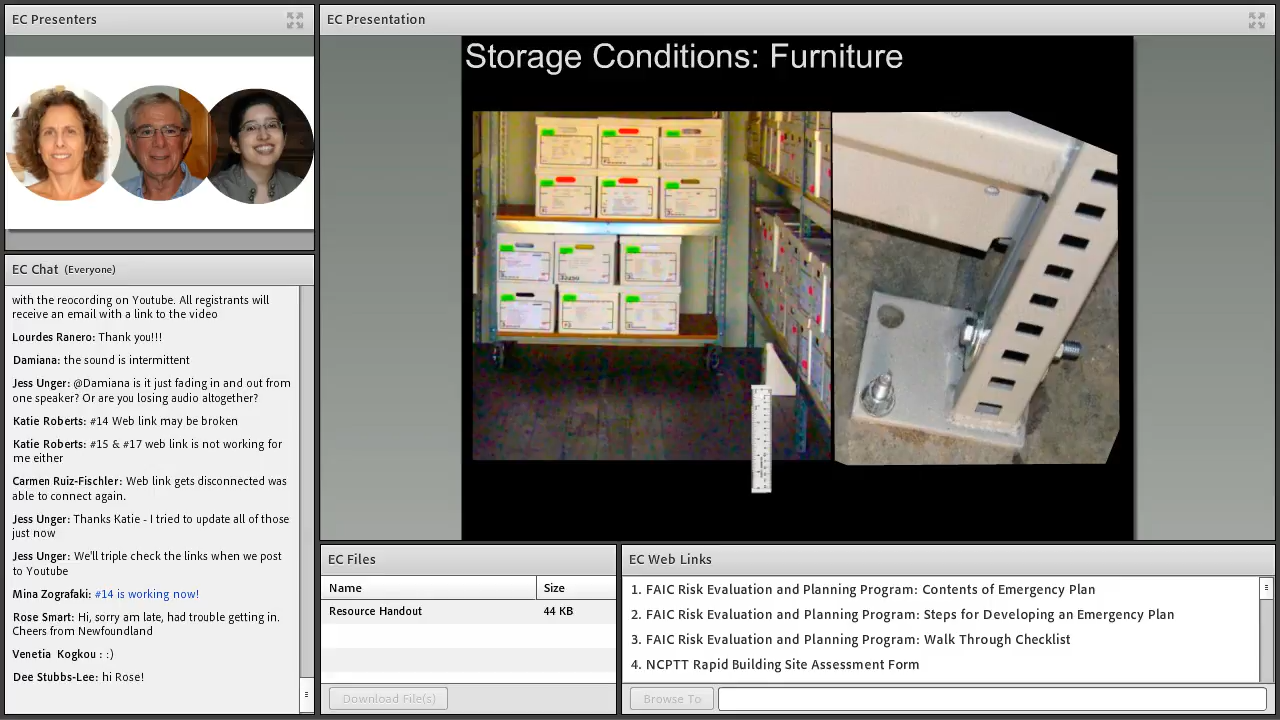 EC Presenters
EC Presentation
Storage Conditions: Furniture
EC Chat (Everyone)
with the reocording on Youtube. All registrants will
receive an email with a link to the video
Lourdes Ranero: Thank you!!!
Damiana: the sound is intermittent
Jess Unger: @Damiana is it just fading in and out from
one speaker? Or are you losing audio altogether?
Katie Roberts: #14 Web link may be broken
Katie Roberts: #15 & #17 web link is not working for
me either
Carmen Ruiz-Fischler: Web link gets disconnected was
able to connect again.
Jess Unger: Thanks Katie - I tried to update all of those
just now
Jess Unger: We'll triple check the links when we post
to Youtube
Mina Zografaki: #14 is working now!
Rose Smart: Hi, sorry am late, had trouble getting in.
Cheers from Newfoundland
Venetia Kogkou : :)
Dee Stubbs-Lee: hi Rose!
EC Files
Name Size
Resource Handout 44 KB
Download File(s)
EC Web Links
1. FAIC Risk Evaluation and Planning Program: Contents of Emergency Plan
2. FAIC Risk Evaluation and Planning Program: Steps for Developing an Emergency Plan
3. FAIC Risk Evaluation and Planning Program: Walk Through Checklist
4. NCPTT Rapid Building Site Assessment Form
Browse To